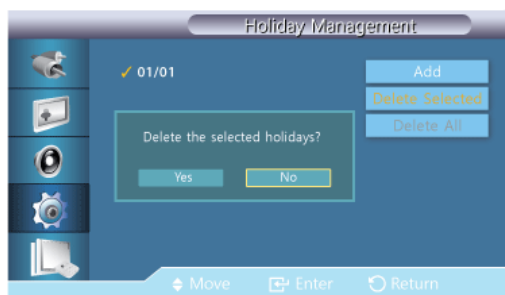 Holiday Management
✓ 01/01
Add
Delete Selected
Delete All
Delete the selected holidays?
Yes No
Move Enter Return